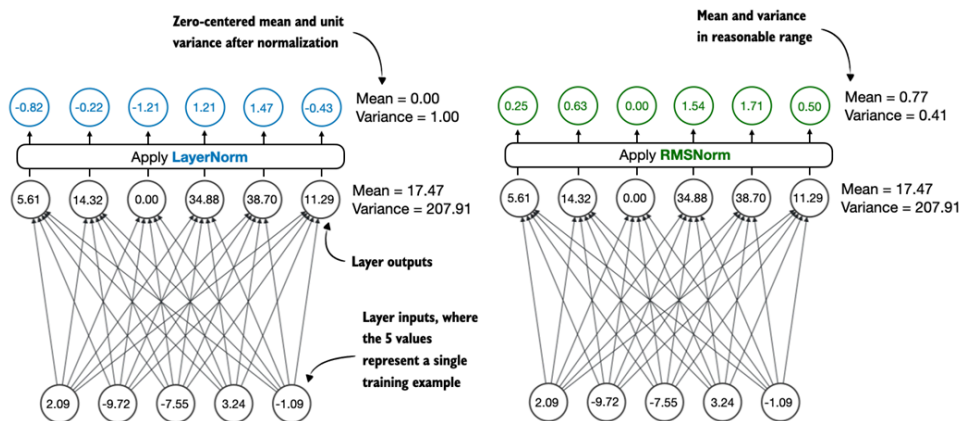 Zero-centered mean and unit
variance after normalization
-0.82 -0.22 -1.21 1.21 1.47 -0.43
Mean = 0.00
Variance = 1.00
Apply LayerNorm
5.61 14.32 0.00 34.88 38.70 11.29
Mean = 17.47
Variance = 207.91
Layer outputs
Layer inputs, where
the 5 values
represent a single
training example
2.09 -9.72 -7.55 3.24 -1.09
Mean and variance
in reasonable range
0.25 0.63 0.00 1.54 1.71 0.50
Mean = 0.77
Variance = 0.41
Apply RMSNorm
5.61 14.32 0.00 34.88 38.70 11.29
Mean = 17.47
Variance = 207.91
2.09 -9.72 -7.55 3.24 -1.09